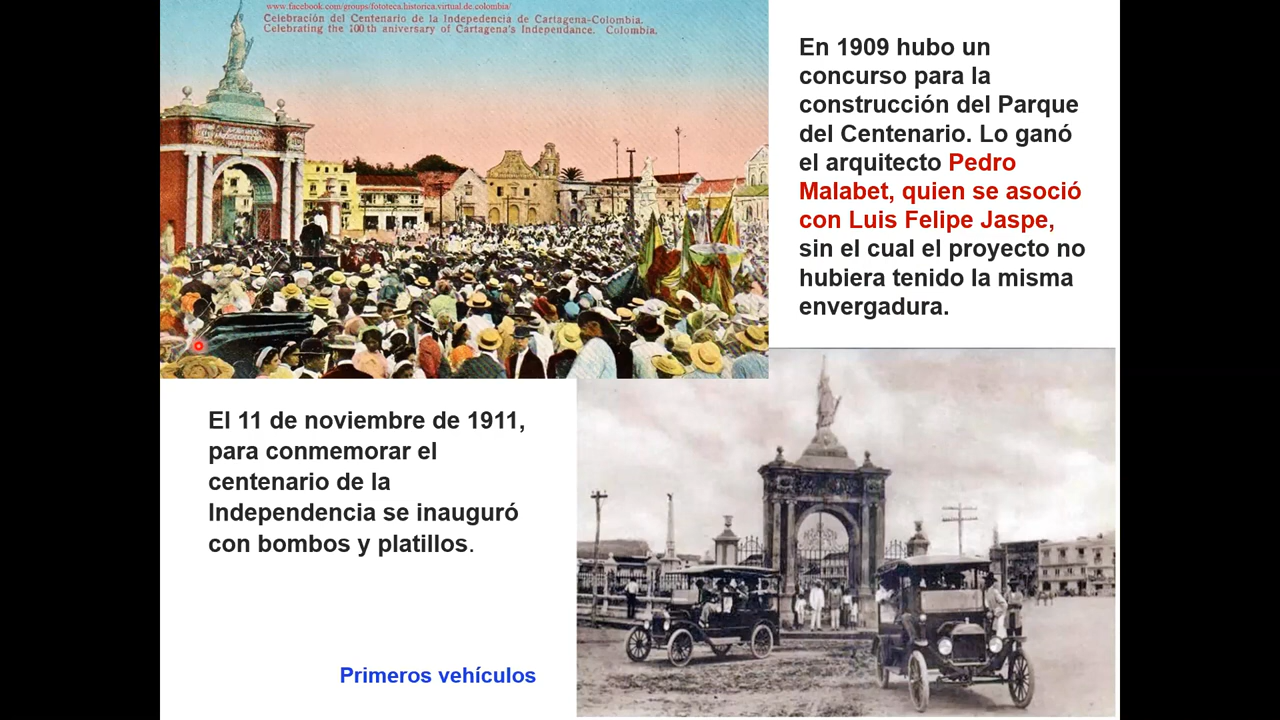 www.facebook.com/groups/fototeca.historica.virtual.de.colombia/
Celebración del Centenario de la Indepedencia de Cartagena-Colombia.
Celebrating the 100th aniversary of Cartagena's Independance. Colombia.
En 1909 hubo un
concurso para la
construcción del Parque
del Centenario. Lo ganó
el arquitecto Pedro
Malabet, quien se asoció
con Luis Felipe Jaspe,
sin el cual el proyecto no
hubiera tenido la misma
envergadura.
El 11 de noviembre de 1911,
para conmemorar el
centenario de la
Independencia se inauguró
con bombos y platillos.
Primeros vehículos